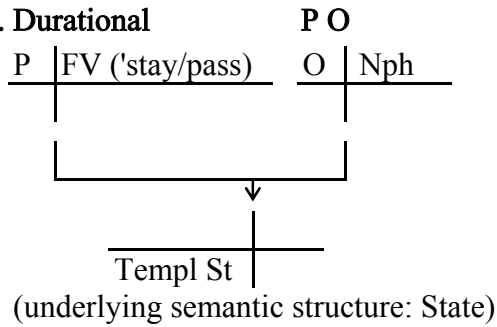 . Durational P O
P FV ('stay/pass) O Nph
Templ St
(underlying semantic structure: State)